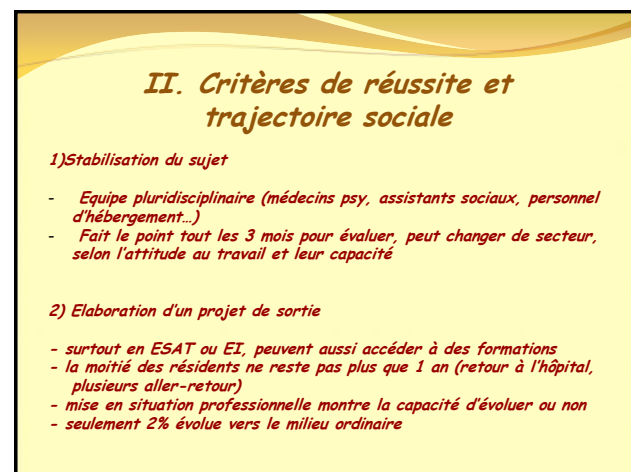 II. Critères de réussite et
trajectoire sociale
1)Stabilisation du sujet
- Equipe pluridisciplinaire (médecins psy, assistants sociaux, personnel
d'hébergement…)
- Fait le point tout les 3 mois pour évaluer, peut changer de secteur,
selon l'attitude au travail et leur capacité
2) Elaboration d'un projet de sortie
- surtout en ESAT ou EI, peuvent aussi accéder à des formations
- la moitié des résidents ne reste pas plus que 1 an (retour à l'hôpital,
plusieurs aller-retour)
- mise en situation professionnelle montre la capacité d'évoluer ou non
- seulement 2% évolue vers le milieu ordinaire